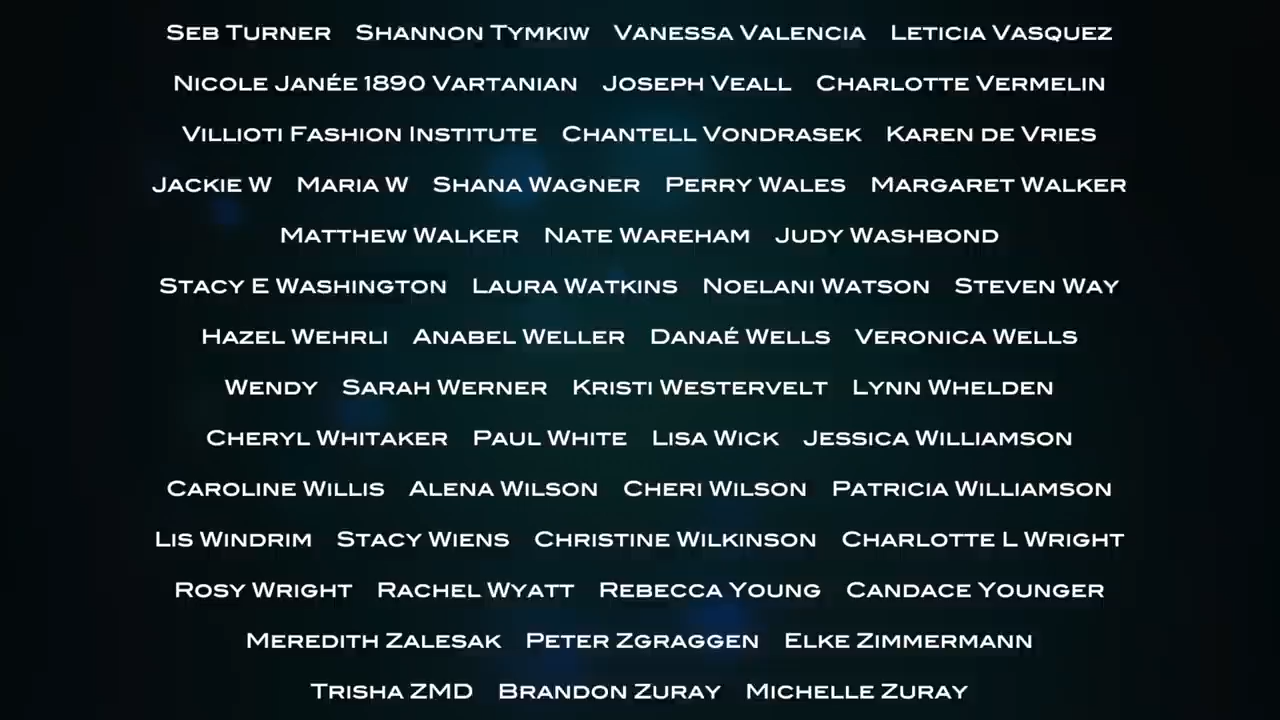 Seb Turner Shannon Tymkiw Vanessa Valencia Leticia Vasquez
Nicole Janée 1890 Vartanian Joseph Veall Charlotte Vermelin
Villioti Fashion Institute Chantell Vondrasek Karen de Vries
Jackie W Maria W Shana Wagner Perry Wales Margaret Walker
Matthew Walker Nate Wareham Judy Washbond
Stacy E Washington Laura Watkins Noelani Watson Steven Way
Hazel Wehrli Anabel Weller Danaé Wells Veronica Wells
Wendy Sarah Werner Kristi Westervelt Lynn Whelden
Cheryl Whitaker Paul White Lisa Wick Jessica Williamson
Caroline Willis Alena Wilson Cheri Wilson Patricia Williamson
Lis Windrim Stacy Wiens Christine Wilkinson Charlotte L Wright
Rosy Wright Rachel Wyatt Rebecca Young Candace Younger
Meredith Zalesak Peter Zgraggen Elke Zimmermann
Trisha ZMD Brandon Zuray Michelle Zuray